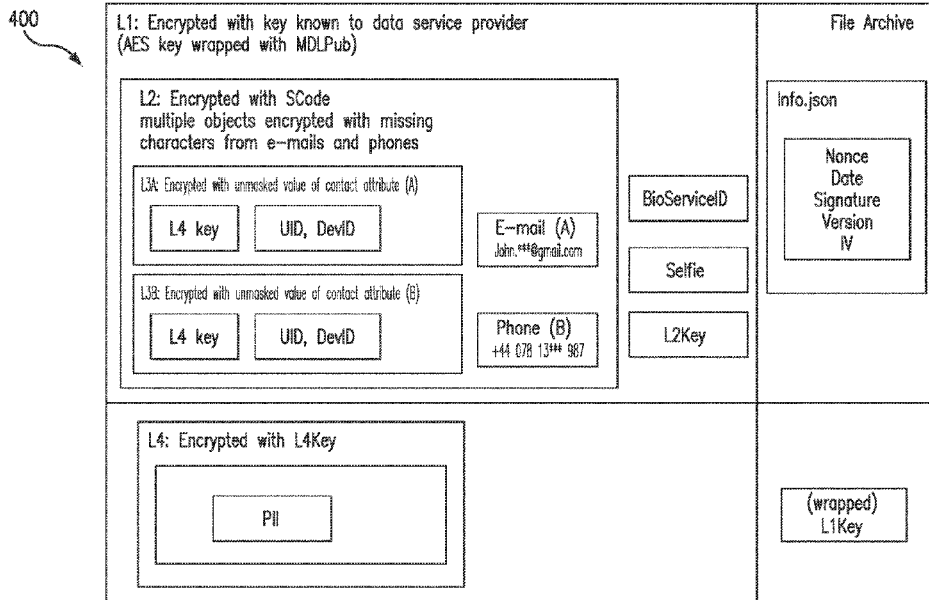 400
L1: Encrypted with key known to data service provider
(AES key wrapped with MDLPub)
File Archive
L2: Encrypted with SCode
multiple objects encrypted with missing
characters from e-mails and phones
L3A: Encrypted with unmasked value of contact attribute (A)
L4 key
UID, DevID
E-mail (A)
John.***@gmail.com
L3B: Encrypted with unmasked value of contact attribute (B)
L4 key
UID, DevID
Phone (B)
+44 078 13*** 987
BioServiceID
Selfie
L2Key
Info.json
Nonce
Date
Signature
Version
IV
L4: Encrypted with L4Key
PII
(wrapped)
L1Key